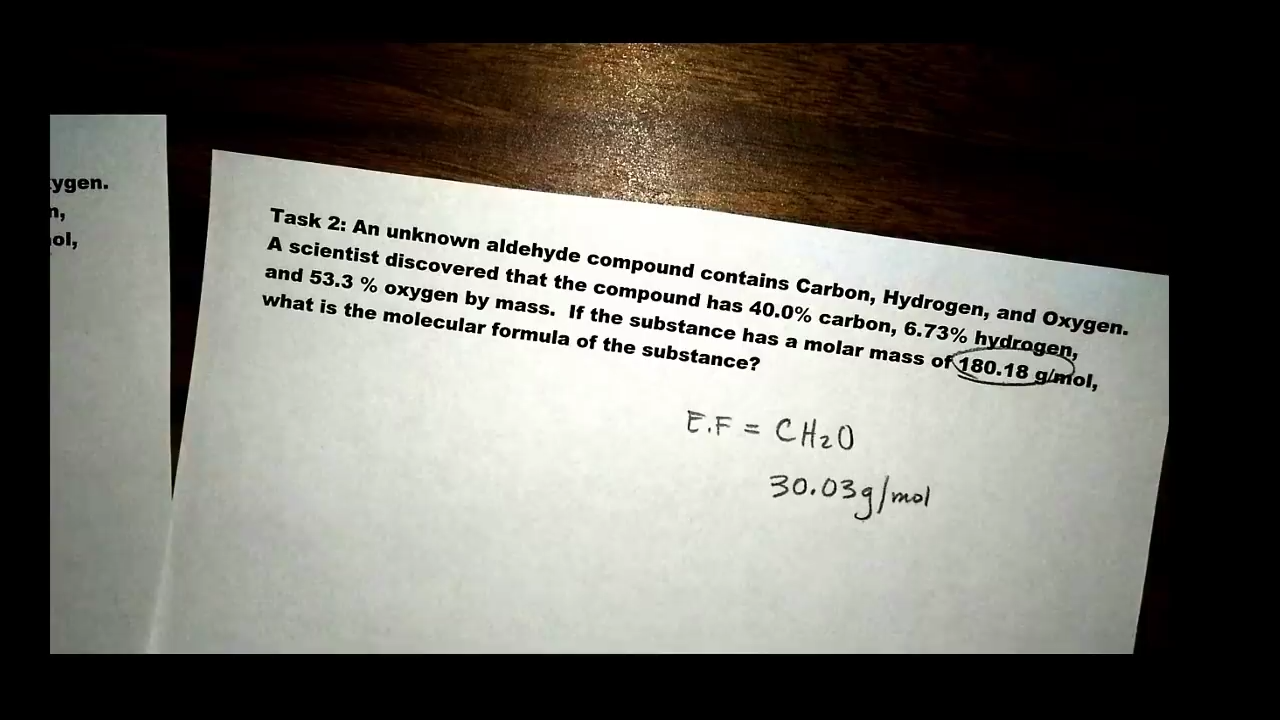 ygen.
n,
ol,
Task 2: An unknown aldehyde compound contains Carbon, Hydrogen, and Oxygen.
A scientist discovered that the compound has 40.0% carbon, 6.73% hydrogen,
and 53.3 % oxygen by mass. If the substance has a molar mass of 180.18 g/mol,
what is the molecular formula of the substance?
E.F = CH₂O
30.03g/mol